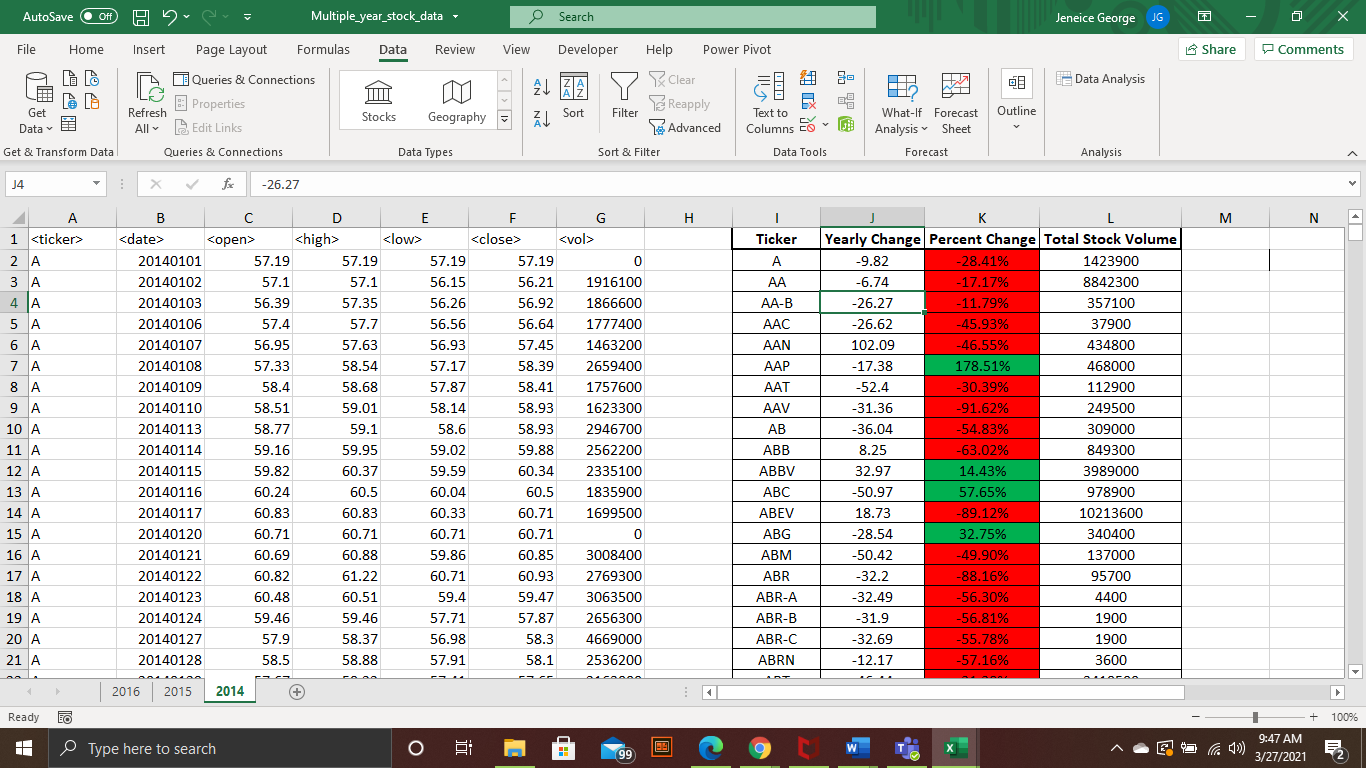 AutoSave Off Multiple_year_stock_data Search Jeneice George JG
File Home Insert Page Layout Formulas Data Review View Developer Help Power Pivot Share Comments
Get Data Refresh All Queries & Connections Properties Edit Links Stocks Geography Sort Filter Clear Reapply Advanced Text to Columns What-If Analysis Forecast Sheet Outline Data Analysis
Get & Transform Data Queries & Connections Data Types Sort & Filter Data Tools Forecast Analysis
J4 fx -26.27
A B C D E F G H I J K L M N
1 <ticker> <date> <open> <high> <low> <close> <vol> Ticker Yearly Change Percent Change Total Stock Volume
2 A 20140101 57.19 57.19 57.19 57.19 0 A -9.82 -28.41% 1423900
3 A 20140102 57.1 57.1 56.15 56.21 1916100 AA -6.74 -17.17% 8842300
4 A 20140103 56.39 57.35 56.26 56.92 1866600 AA-B -26.27 -11.79% 357100
5 A 20140106 57.4 57.7 56.56 56.64 1777400 AAC -26.62 -45.93% 37900
6 A 20140107 56.95 57.63 56.93 57.45 1463200 AAN 102.09 -46.55% 434800
7 A 20140108 57.33 58.54 57.17 58.39 2659400 AAP -17.38 178.51% 468000
8 A 20140109 58.4 58.68 57.87 58.41 1757600 AAT -52.4 -30.39% 112900
9 A 20140110 58.51 59.01 58.14 58.93 1623300 AAV -31.36 -91.62% 249500
10 A 20140113 58.77 59.1 58.6 58.93 2946700 AB -36.04 -54.83% 309000
11 A 20140114 59.16 59.95 59.02 59.88 2562200 ABB 8.25 -63.02% 849300
12 A 20140115 59.82 60.37 59.59 60.34 2335100 ABBV 32.97 14.43% 3989000
13 A 20140116 60.24 60.5 60.04 60.5 1835900 ABC -50.97 57.65% 978900
14 A 20140117 60.83 60.83 60.33 60.71 1699500 ABEV 18.73 -89.12% 10213600
15 A 20140120 60.71 60.71 60.71 60.71 0 ABG -28.54 32.75% 340400
16 A 20140121 60.69 60.88 59.86 60.85 3008400 ABM -50.42 -49.90% 137000
17 A 20140122 60.82 61.22 60.71 60.93 2769300 ABR -32.2 -88.16% 95700
18 A 20140123 60.48 60.51 59.4 59.47 3063500 ABR-A -32.49 -56.30% 4400
19 A 20140124 59.46 59.46 57.71 57.87 2656300 ABR-B -31.9 -56.81% 1900
20 A 20140127 57.9 58.37 56.98 58.3 4669000 ABR-C -32.69 -55.78% 1900
21 A 20140128 58.5 58.88 57.91 58.1 2536200 ABRN -12.17 -57.16% 3600
2016 2015 2014
Ready 100%
Type here to search 99 9:47 AM
3/27/2021 2